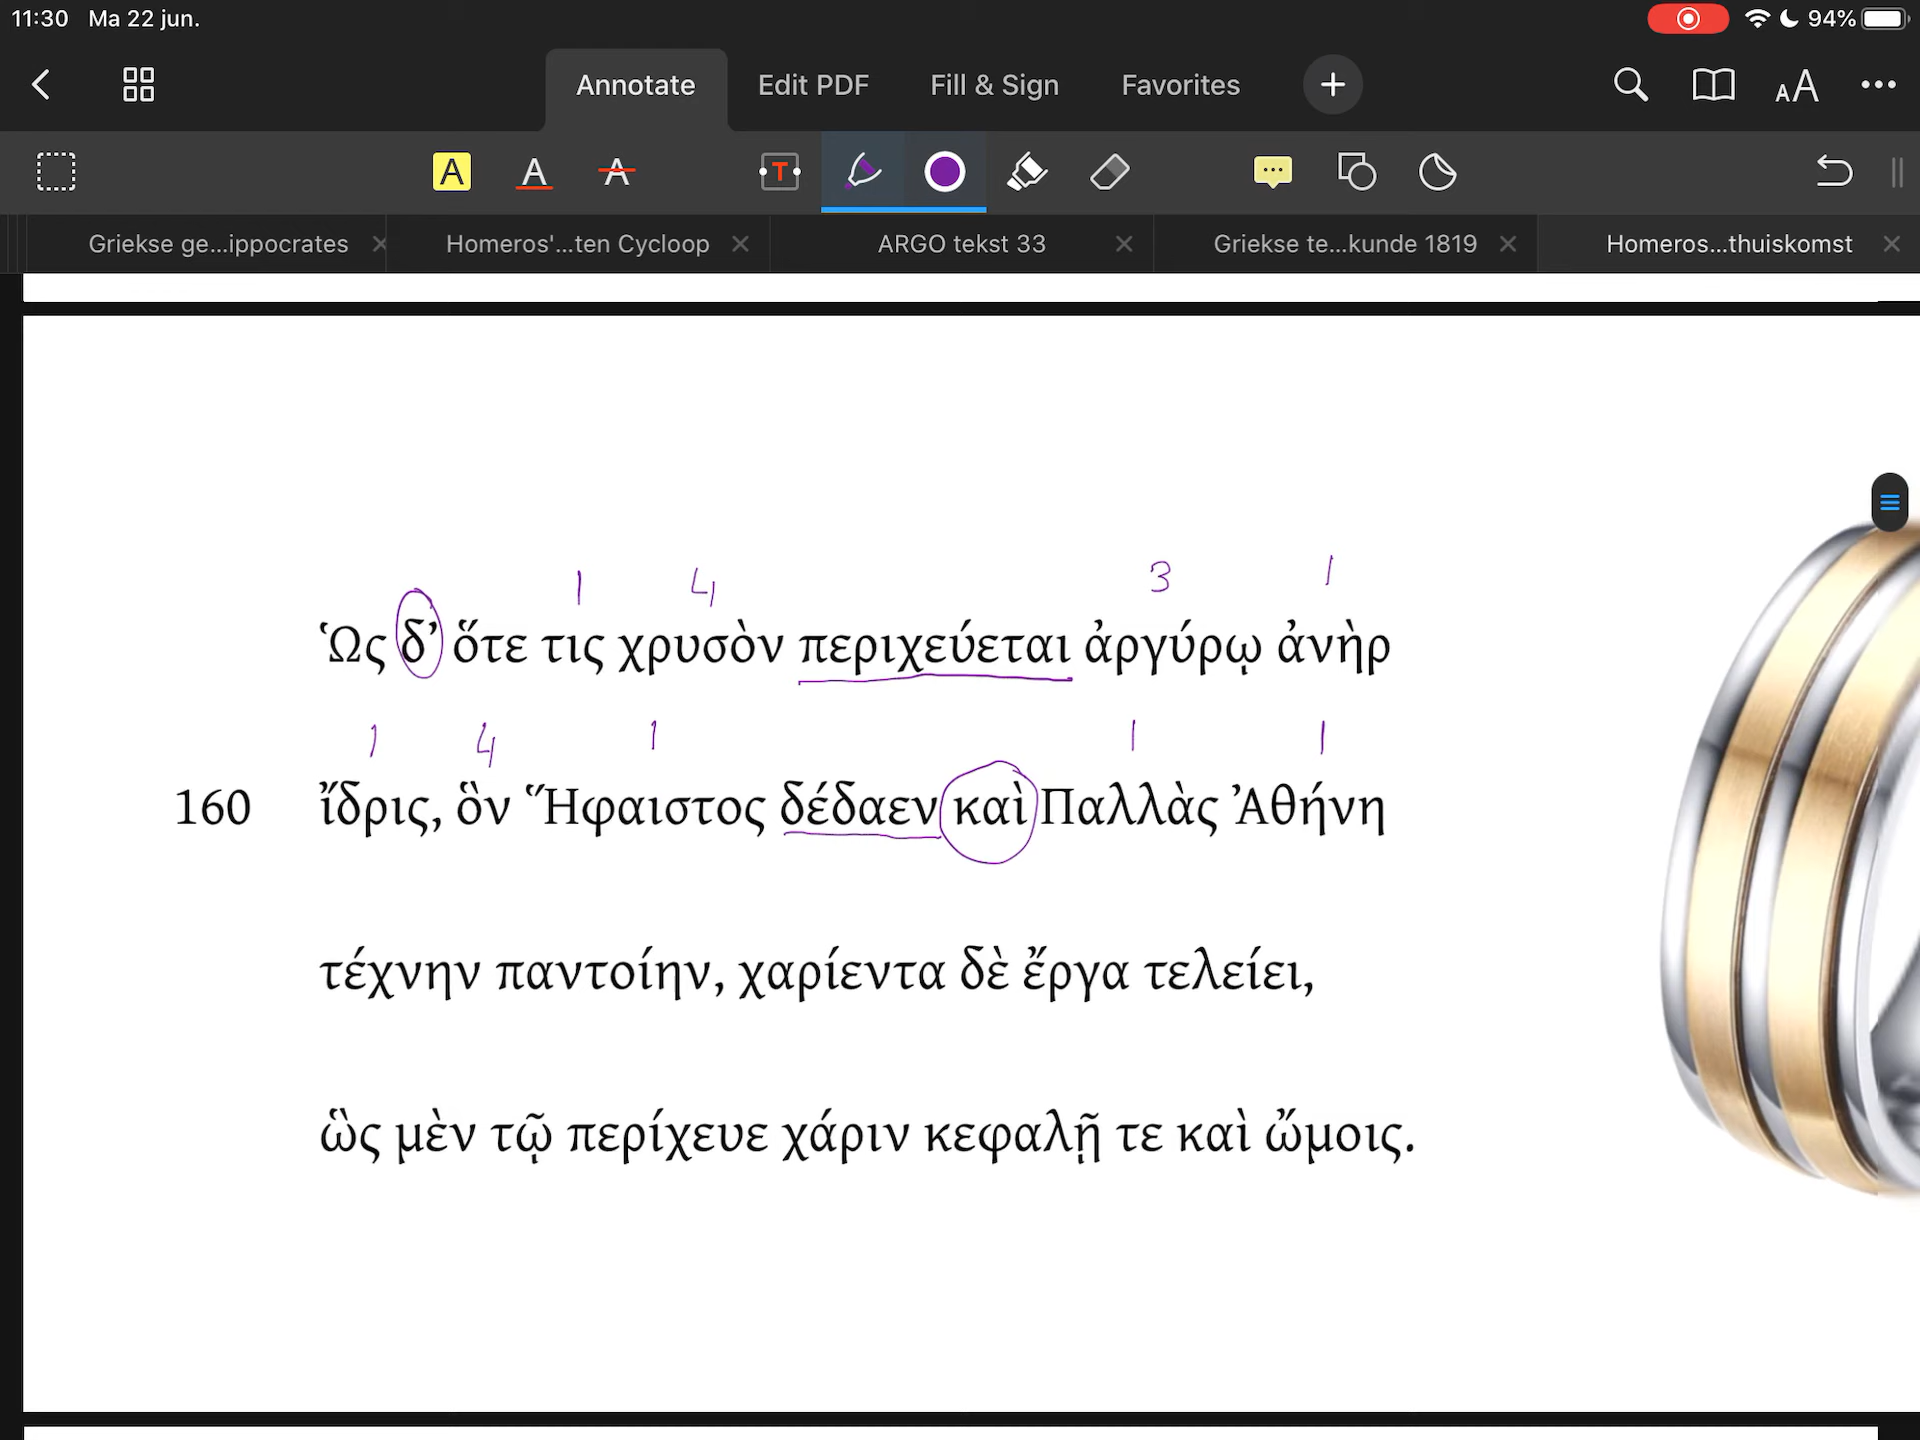 11:30 Ma 22 jun. 94%
Annotate Edit PDF Fill & Sign Favorites
Griekse ge...ippocrates Homeros'...ten Cycloop ARGO tekst 33 Griekse te...kunde 1819 Homeros...thuiskomst
1 4 3 1
Ὡς δ’ ὅτε τις χρυσὸν περιχεύεται ἀργύρῳ ἀνὴρ
1 4 1 1 1
160 ἴδρις, ὃν Ἥφαιστος δέδαεν καὶ Παλλὰς Ἀθήνη
τέχνην παντοίην, χαρίεντα δὲ ἔργα τελείει,
ὣς μὲν τῷ περίχευε χάριν κεφαλῇ τε καὶ ὤμοις.